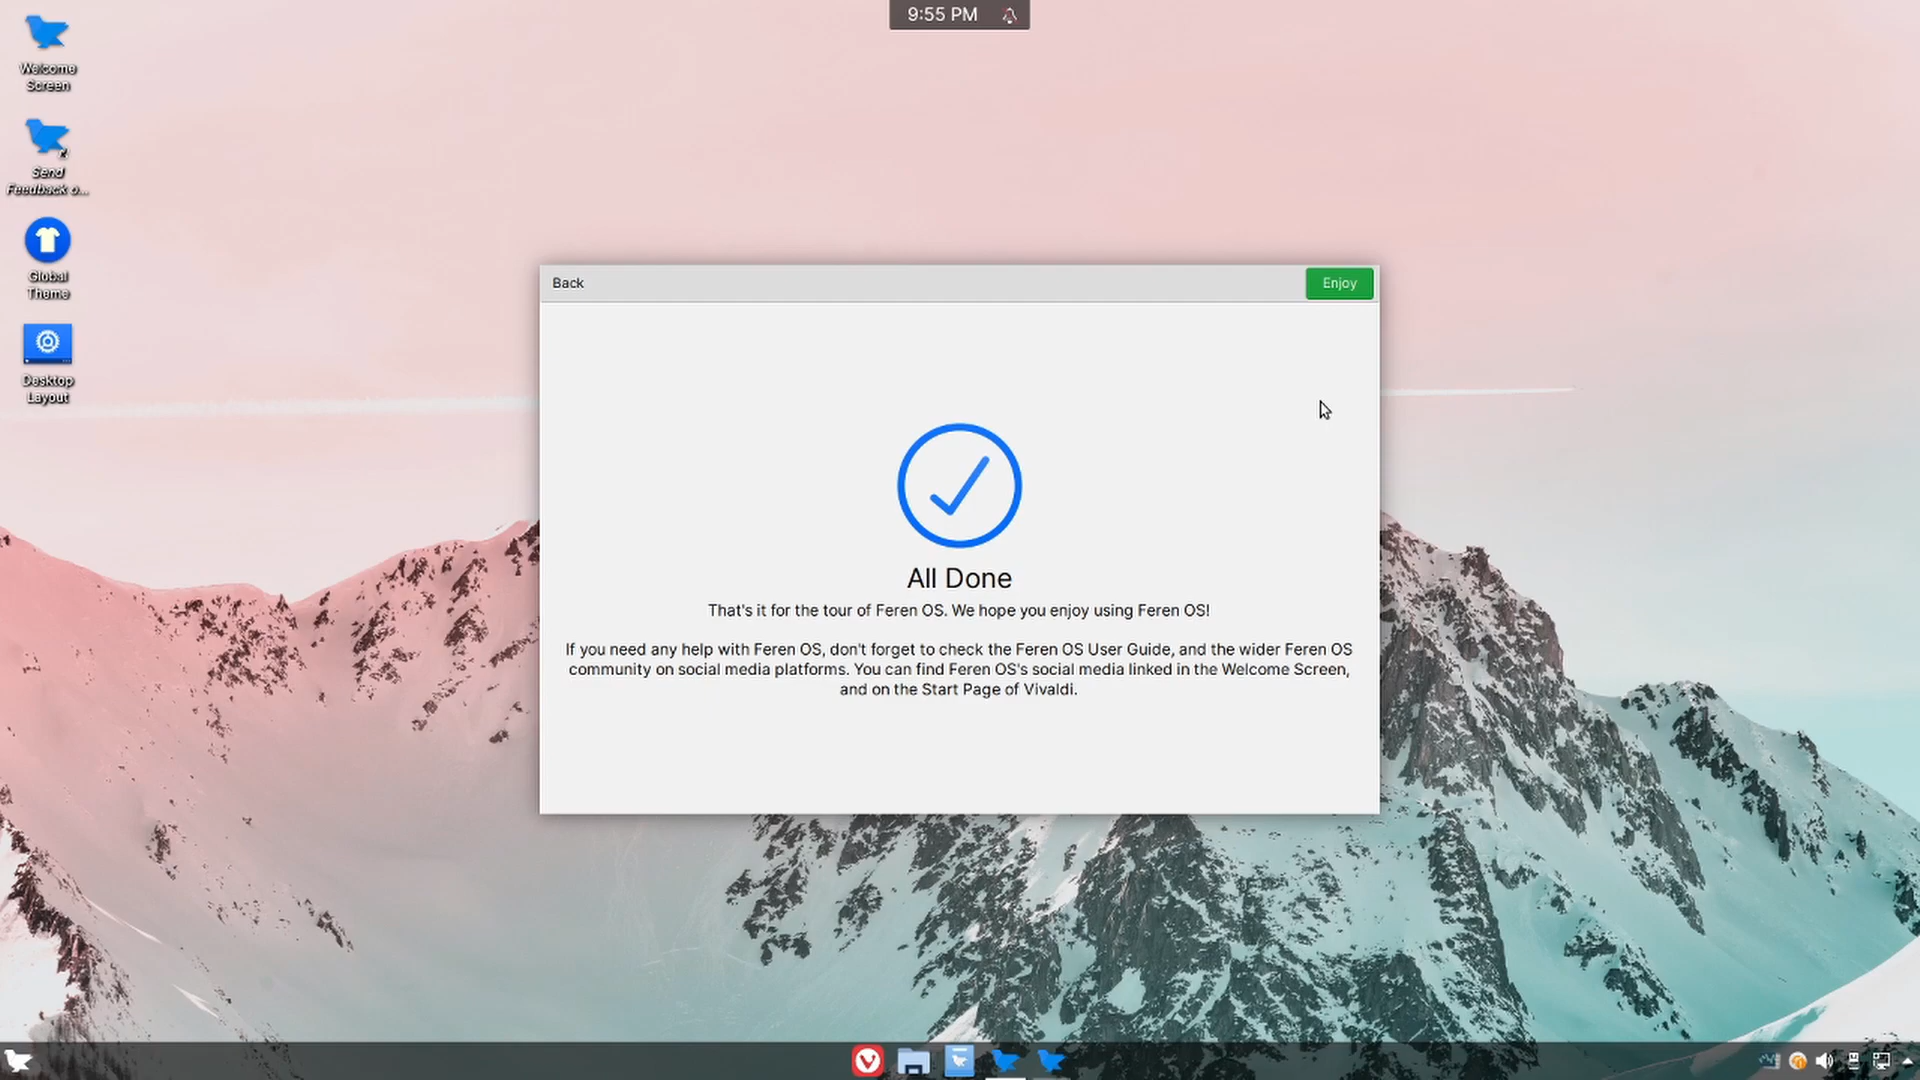 9:55 PM
Welcome
Screen
Send
Feedback o...
Global
Theme
Desktop
Layout
Back
Enjoy
All Done
That's it for the tour of Feren OS. We hope you enjoy using Feren OS!
If you need any help with Feren OS, don't forget to check the Feren OS User Guide, and the wider Feren OS
community on social media platforms. You can find Feren OS's social media linked in the Welcome Screen,
and on the Start Page of Vivaldi.